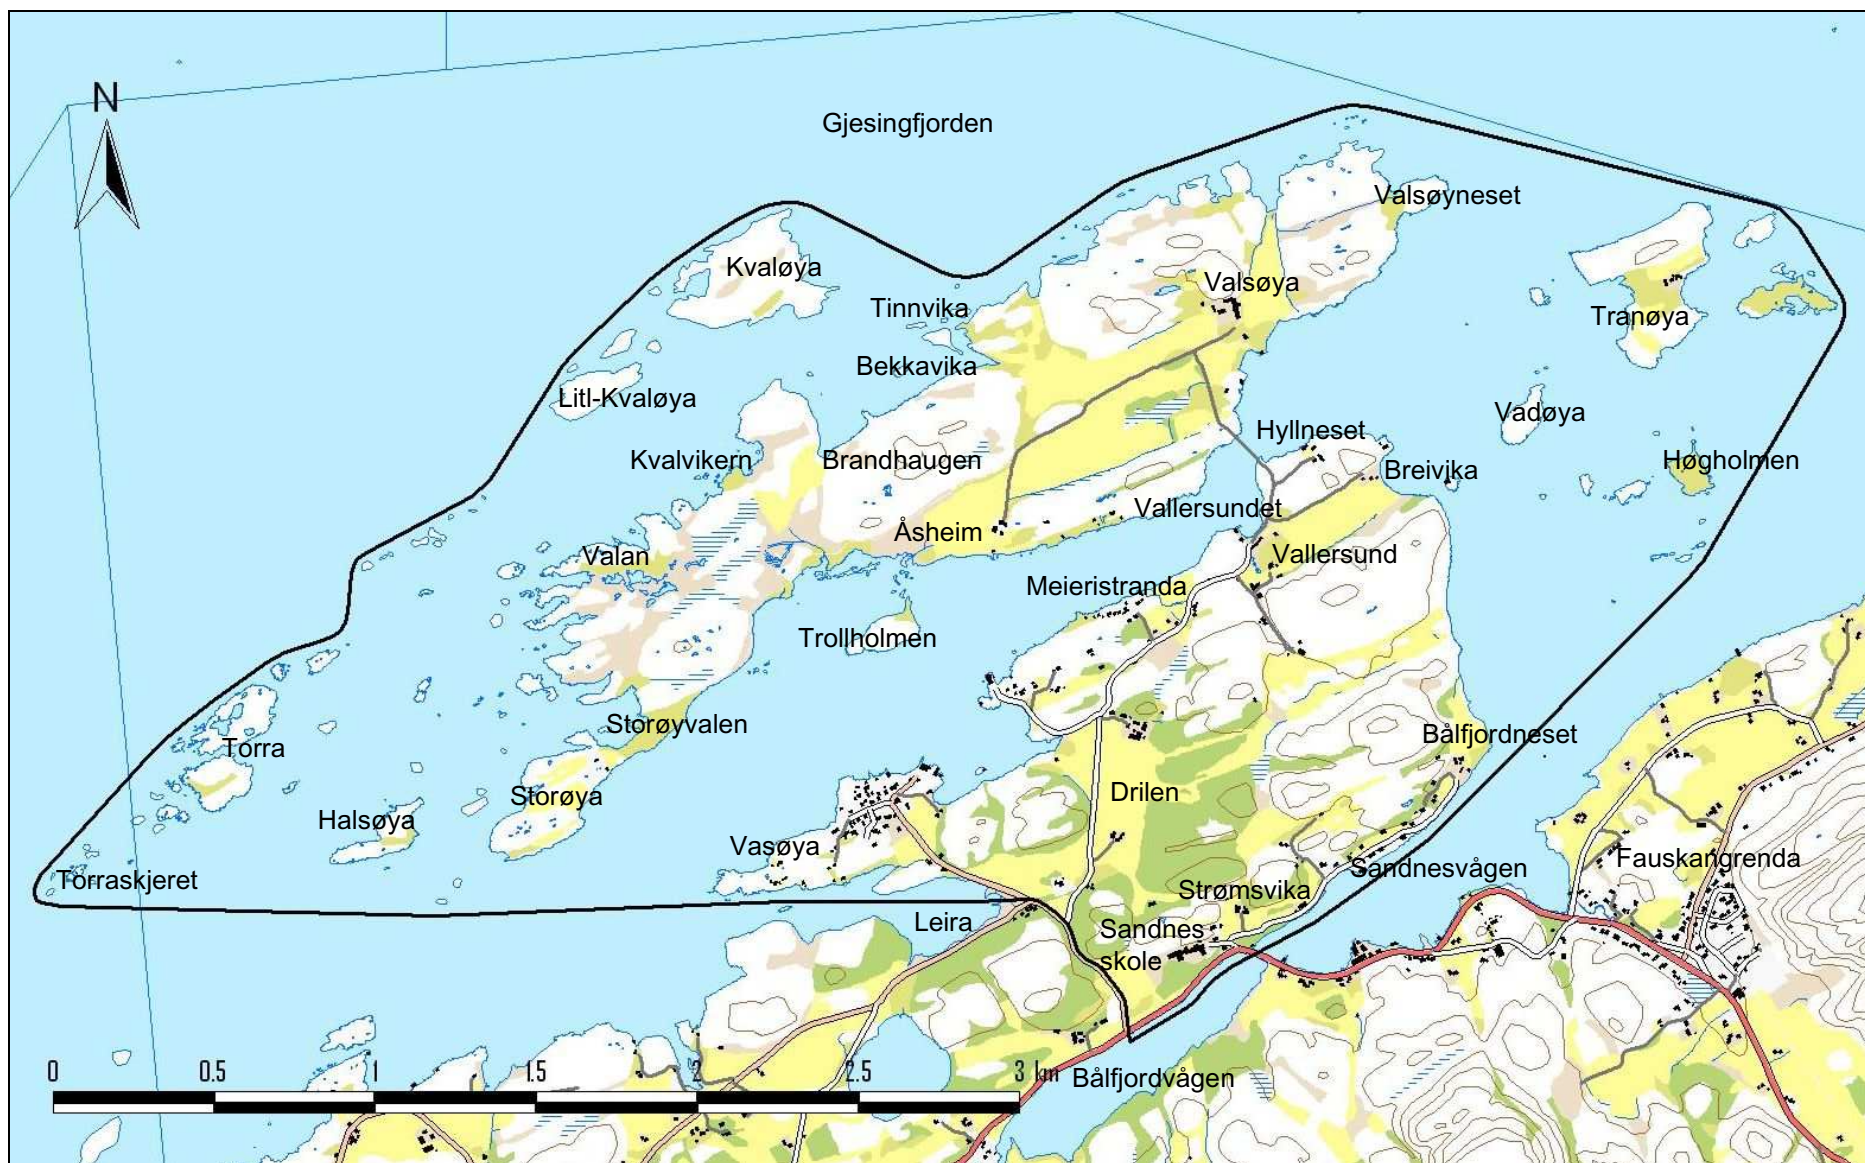 N
Gjesingfjorden
Valsøyneset
Kvaløya
Valsøya
Tinnvika
Tranøya
Bekkavika
Litl-Kvaløya
Vadøya
Hyllneset
Kvalvikern
Brandhaugen
Breivika
Høgholmen
Vallersundet
Åsheim
Valan
Vallersund
Meieristranda
Trollholmen
Storøyvalen
Bålfjordneset
Torra
Storøya
Drilen
Halsøya
Vasøya
Torraskjeret
Sandnesvågen
Fauskangrenda
Strømsvika
Leira
Sandnes
skole
0 0.5 1 1.5 2 2.5 3 km
Bålfjordvågen